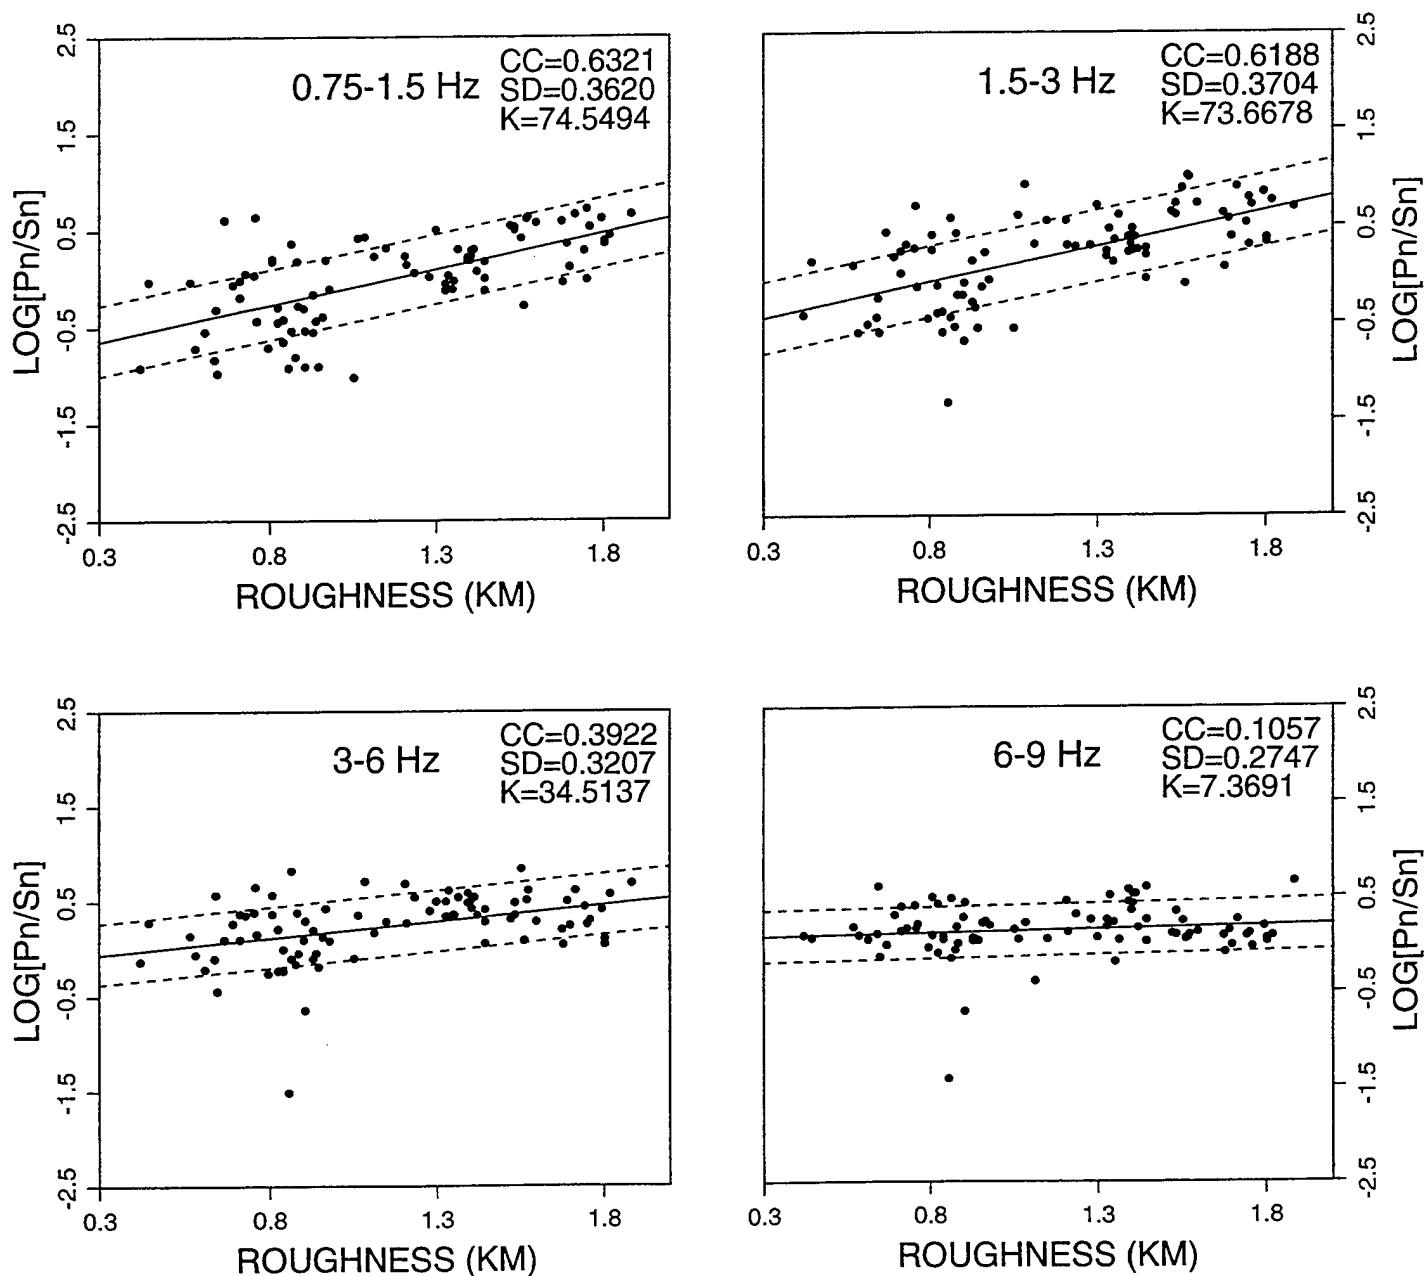 0.75-1.5 Hz
CC=0.6321
SD=0.3620
K=74.5494
LOG[Pn/Sn]
2.5
1.5
0.5
-0.5
-1.5
-2.5
0.3 0.8 1.3 1.8
ROUGHNESS (KM)
1.5-3 Hz
CC=0.6188
SD=0.3704
K=73.6678
LOG[Pn/Sn]
2.5
1.5
0.5
-0.5
-1.5
-2.5
0.3 0.8 1.3 1.8
ROUGHNESS (KM)
3-6 Hz
CC=0.3922
SD=0.3207
K=34.5137
LOG[Pn/Sn]
2.5
1.5
0.5
-0.5
-1.5
-2.5
0.3 0.8 1.3 1.8
ROUGHNESS (KM)
6-9 Hz
CC=0.1057
SD=0.2747
K=7.3691
LOG[Pn/Sn]
2.5
1.5
0.5
-0.5
-1.5
-2.5
0.3 0.8 1.3 1.8
ROUGHNESS (KM)